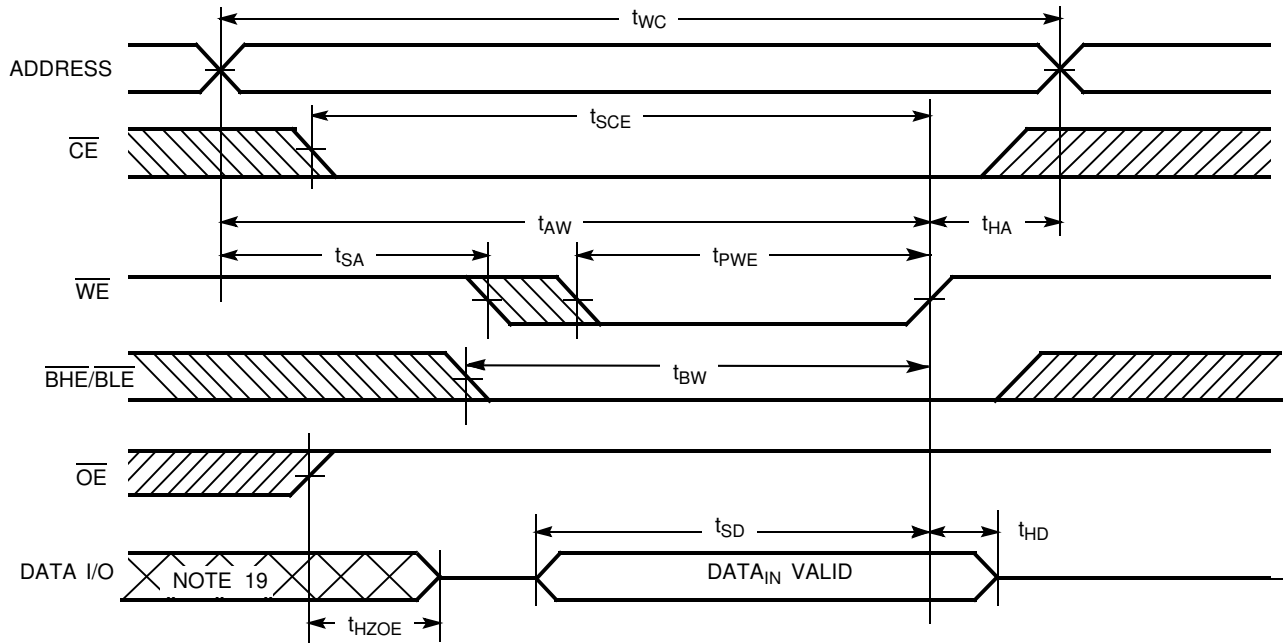 tWC
ADDRESS
tSCE
CE
tAW
tHA
tSA
tPWE
WE
BHE/BLE
tBW
OE
tSD
tHD
DATA I/O
NOTE 19
DATAIN VALID
tHZOE